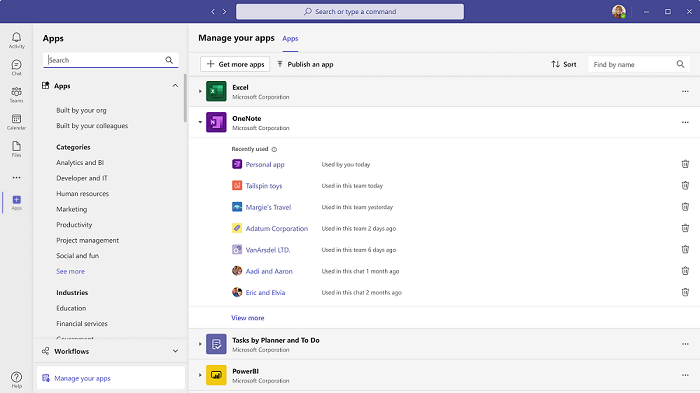 Search or type a command
Activity
Chat
Teams
Calendar
Files
Apps
Help
Apps
Search
Apps
Built by your org
Built by your colleagues
Categories
Analytics and BI
Developer and IT
Human resources
Marketing
Productivity
Project management
Social and fun
See more
Industries
Education
Financial services
Workflows
Manage your apps
Manage your apps Apps
Get more apps Publish an app Sort Find by name
Excel
Microsoft Corporation
OneNote
Microsoft Corporation
Recently used
Personal app Used by you today
Tailspin toys Used in this team today
Margie's Travel Used in this team yesterday
Adatum Corporation Used in this team 2 days ago
VanArsdel LTD. Used in this team 6 days ago
Aadi and Aaron Used in this chat 1 month ago
Eric and Elvia Used in this chat 2 months ago
View more
Tasks by Planner and To Do
Microsoft Corporation
PowerBI
Microsoft Corporation